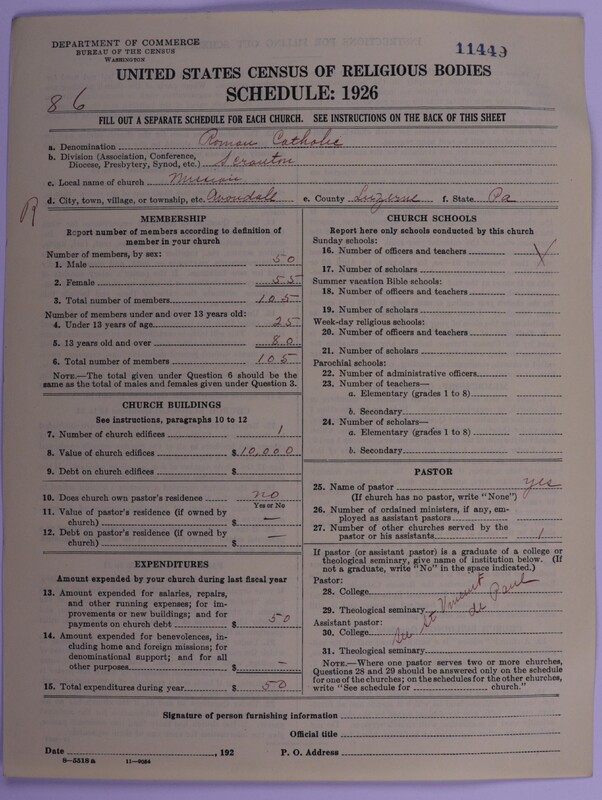 DEPARTMENT OF COMMERCE
BUREAU OF THE CENSUS
WASHINGTON
11449
UNITED STATES CENSUS OF RELIGIOUS BODIES
SCHEDULE: 1926
86
FILL OUT A SEPARATE SCHEDULE FOR EACH CHURCH. SEE INSTRUCTIONS ON THE BACK OF THIS SHEET
a. Denomination Roman Catholic
b. Division (Association, Conference, Diocese, Presbytery, Synod, etc.) Scranton
c. Local name of church Mission
d. City, town, village, or township, etc. Avondale e. County Luzerne f. State Pa
R
MEMBERSHIP
Report number of members according to definition of
member in your church
Number of members, by sex:
1. Male 50
2. Female 55
3. Total number of members 105
Number of members under and over 13 years old:
4. Under 13 years of age 25
5. 13 years old and over 80
6. Total number of members 105
NOTE.—The total given under Question 6 should be
same as the total of males and females given under Question 3.
CHURCH BUILDINGS
See instructions, paragraphs 10 to 12
7. Number of church edifices 1
8. Value of church edifices $10,000
9. Debt on church edifices $
10. Does church own pastor's residence no
Yes or No
11. Value of pastor's residence (if owned by
church) $ —
12. Debt on pastor's residence (if owned by
church) $ —
EXPENDITURES
Amount expended by your church during last fiscal year
13. Amount expended for salaries, repairs,
and other running expenses; for im-
provements or new buildings; and for
payments on church debt $ 50
14. Amount expended for benevolences, in-
cluding home and foreign missions; for
denominational support; and for all
other purposes $ —
15. Total expenditures during year $ 50
CHURCH SCHOOLS
Report here only schools conducted by this church
Sunday schools:
16. Number of officers and teachers X
17. Number of scholars
Summer vacation Bible schools:
18. Number of officers and teachers
19. Number of scholars
Week-day religious schools:
20. Number of officers and teachers
21. Number of scholars
Parochial schools:
22. Number of administrative officers
23. Number of teachers—
a. Elementary (grades 1 to 8)
b. Secondary
24. Number of scholars—
a. Elementary (grades 1 to 8)
b. Secondary
PASTOR
25. Name of pastor yes
(If church has no pastor, write "None")
26. Number of ordained ministers, if any, em-
ployed as assistant pastors
27. Number of other churches served by the
pastor or his assistants 1
If pastor (or assistant pastor) is a graduate of a college or
theological seminary, give name of institution below. (If
not a graduate, write "No" in the space indicated.)
Pastor:
28. College
29. Theological seminary
Assistant pastor:
30. College
31. Theological seminary
See St Vincent
de Paul
NOTE.—Where one pastor serves two or more churches,
Questions 28 and 29 should be answered only on the schedule
for one of the churches; on the schedules for the other churches,
write "See schedule for church."
Signature of person furnishing information
Official title
Date , 192 P. O. Address
8—5518a 11—9054